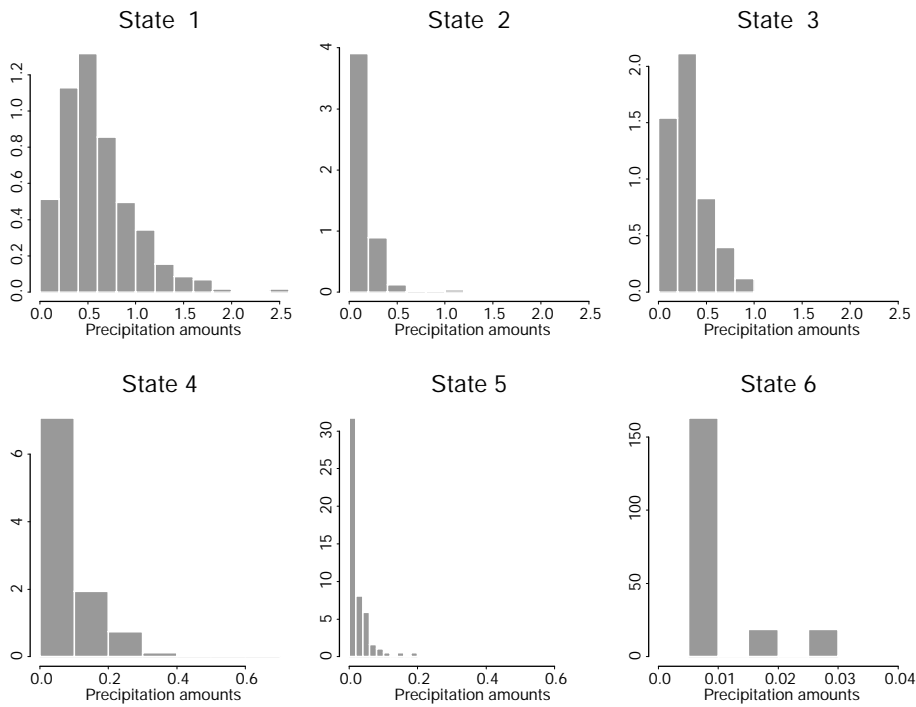 State 1
State 2
State 3
0.0 0.2 0.4 0.6 0.8 1.0 1.2
0 1 2 3 4
0.0 0.5 1.0 1.5 2.0
0.0 0.5 1.0 1.5 2.0 2.5
0.0 0.5 1.0 1.5 2.0 2.5
0.0 0.5 1.0 1.5 2.0 2.5
Precipitation amounts
Precipitation amounts
Precipitation amounts
State 4
State 5
State 6
0 2 4 6
0 5 10 15 20 25 30
0 50 100 150
0.0 0.2 0.4 0.6
0.0 0.2 0.4 0.6
0.0 0.01 0.02 0.03 0.04
Precipitation amounts
Precipitation amounts
Precipitation amounts